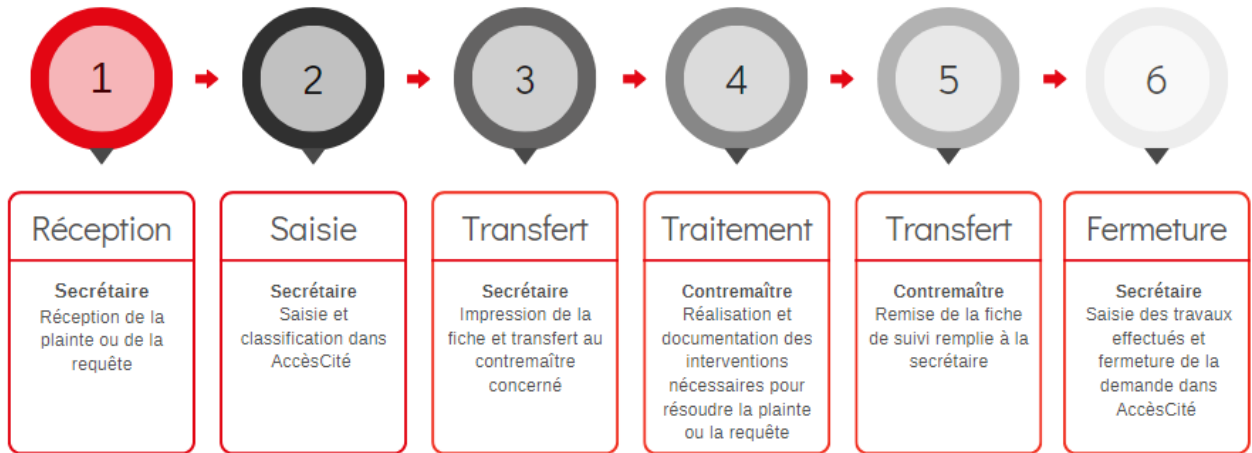 1
2
3
4
5
6
Réception
Secrétaire
Réception de la
plainte ou de la
requête
Saisie
Secrétaire
Saisie et
classification dans
AccèsCité
Transfert
Secrétaire
Impression de la
fiche et transfert au
contremaître
concerné
Traitement
Contremaître
Réalisation et
documentation des
interventions
nécessaires pour
résoudre la plainte
ou la requête
Transfert
Contremaître
Remise de la fiche
de suivi remplie à la
secrétaire
Fermeture
Secrétaire
Saisie des travaux
effectués et
fermeture de la
demande dans
AccèsCité